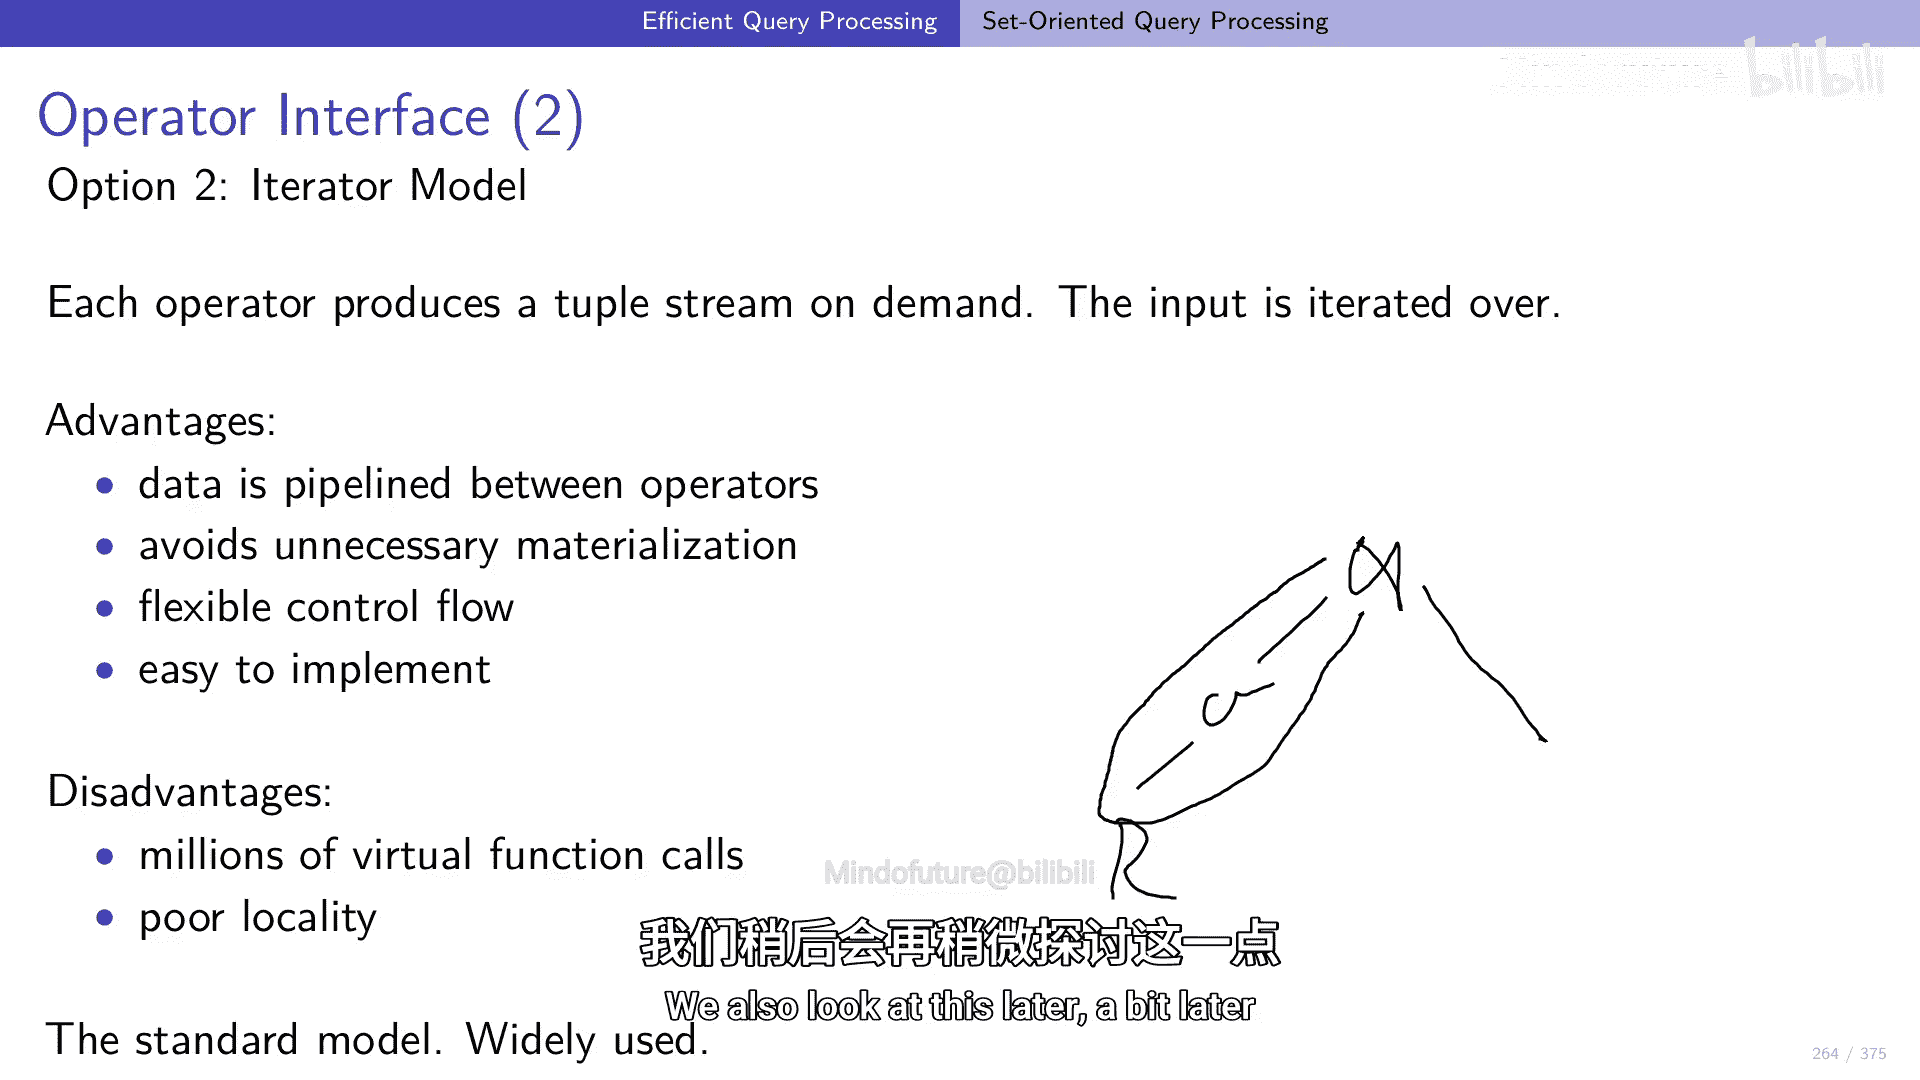 Efficient Query Processing Set-Oriented Query Processing
bilibili
Operator Interface (2)
Option 2: Iterator Model
Each operator produces a tuple stream on demand. The input is iterated over.
Advantages:
• data is pipelined between operators
• avoids unnecessary materialization
• flexible control flow
• easy to implement
Disadvantages:
• millions of virtual function calls
• poor locality
σ
R
Mindofuture@bilibili
我们稍后会再稍微探讨这一点
We also look at this later, a bit later
The standard model. Widely used.
264 / 375